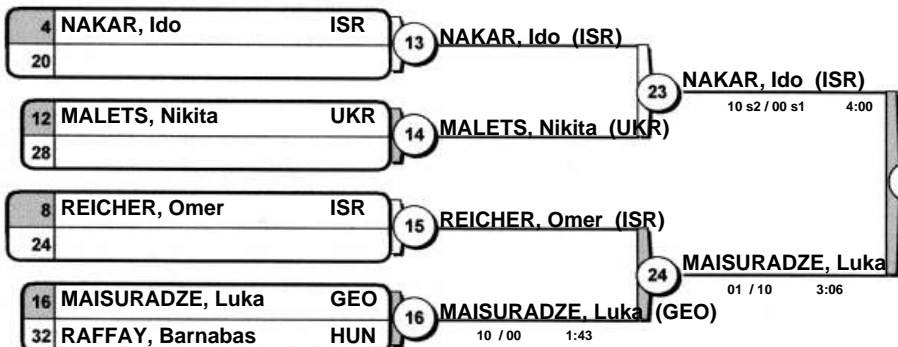 4 NAKAR, Ido ISR
20
13 NAKAR, Ido (ISR)
12 MALETS, Nikita UKR
28
14 MALETS, Nikita (UKR)
23 NAKAR, Ido (ISR)
10 s2 / 00 s1 4:00
8 REICHER, Omer ISR
24
15 REICHER, Omer (ISR)
16 MAISURADZE, Luka GEO
32 RAFFAY, Barnabas HUN
16 MAISURADZE, Luka (GEO)
10 / 00 1:43
24 MAISURADZE, Luka
01 / 10 3:06